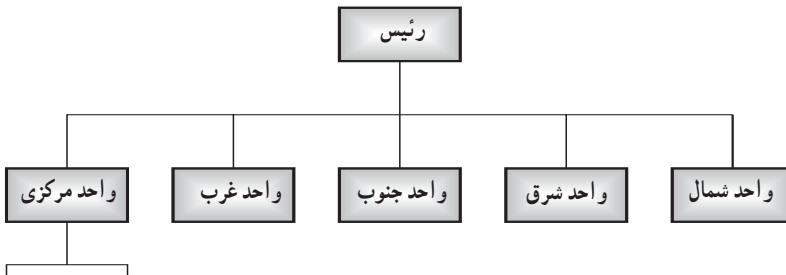 رئیس
واحد شمال
واحد شرق
واحد جنوب
واحد غرب
واحد مرکزی